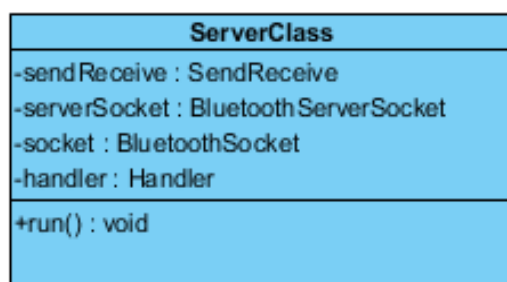 ServerClass
-sendReceive : SendReceive
-serverSocket : BluetoothServerSocket
-socket : BluetoothSocket
-handler : Handler
+run() : void